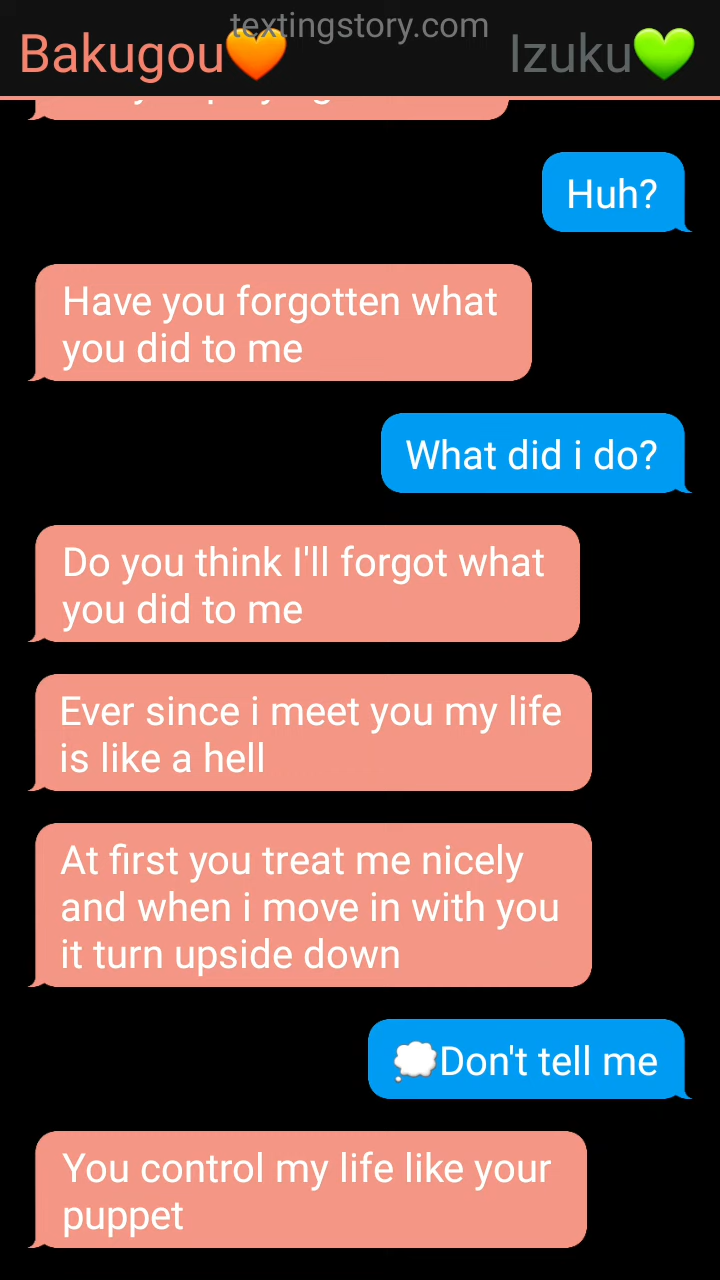 textingstory.com
Bakugou🧡 Izuku💚
Huh?
Have you forgotten what
you did to me
What did i do?
Do you think I'll forgot what
you did to me
Ever since i meet you my life
is like a hell
At first you treat me nicely
and when i move in with you
it turn upside down
💭Don't tell me
You control my life like your
puppet